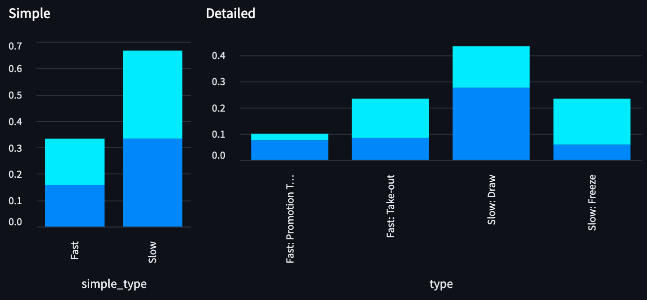 Simple
0.7
0.6
0.5
0.4
0.3
0.2
0.1
0.0
Fast
Slow
simple_type
Detailed
0.4
0.3
0.2
0.1
0.0
Fast: Promotion T...
Fast: Take-out
Slow: Draw
Slow: Freeze
type